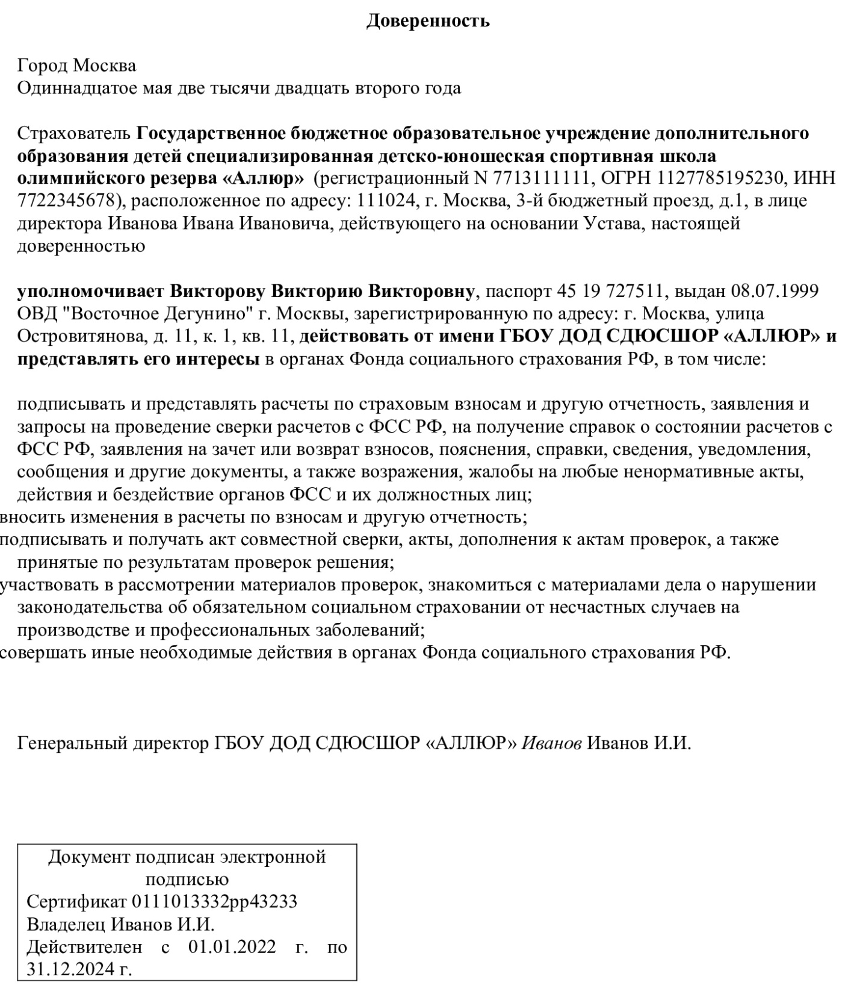 Доверенность
Город Москва
Одиннадцатое мая две тысячи двадцать второго года
Страхователь Государственное бюджетное образовательное учреждение дополнительного
образования детей специализированная детско-юношеская спортивная школа
олимпийского резерва «Аллюр» (регистрационный N 7713111111, ОГРН 1127785195230, ИНН
7722345678), расположенное по адресу: 111024, г. Москва, 3-й бюджетный проезд, д.1, в лице
директора Иванова Ивана Ивановича, действующего на основании Устава, настоящей
доверенностью
уполномочивает Викторову Викторию Викторовну, паспорт 45 19 727511, выдан 08.07.1999
ОВД "Восточное Дегунино" г. Москвы, зарегистрированную по адресу: г. Москва, улица
Островитянова, д. 11, к. 1, кв. 11, действовать от имени ГБОУ ДОД СДЮСШОР «АЛЛЮР» и
представлять его интересы в органах Фонда социального страхования РФ, в том числе:
подписывать и представлять расчеты по страховым взносам и другую отчетность, заявления и
запросы на проведение сверки расчетов с ФСС РФ, на получение справок о состоянии расчетов с
ФСС РФ, заявления на зачет или возврат взносов, пояснения, справки, сведения, уведомления,
сообщения и другие документы, а также возражения, жалобы на любые ненормативные акты,
действия и бездействие органов ФСС и их должностных лиц;
вносить изменения в расчеты по взносам и другую отчетность;
подписывать и получать акт совместной сверки, акты, дополнения к актам проверок, а также
принятые по результатам проверок решения;
участвовать в рассмотрении материалов проверок, знакомиться с материалами дела о нарушении
законодательства об обязательном социальном страховании от несчастных случаев на
производстве и профессиональных заболеваний;
совершать иные необходимые действия в органах Фонда социального страхования РФ.
Генеральный директор ГБОУ ДОД СДЮСШОР «АЛЛЮР» Иванов Иванов И.И.
Документ подписан электронной
подписью
Сертификат 0111013332рр43233
Владелец Иванов И.И.
Действителен с 01.01.2022 г. по
31.12.2024 г.